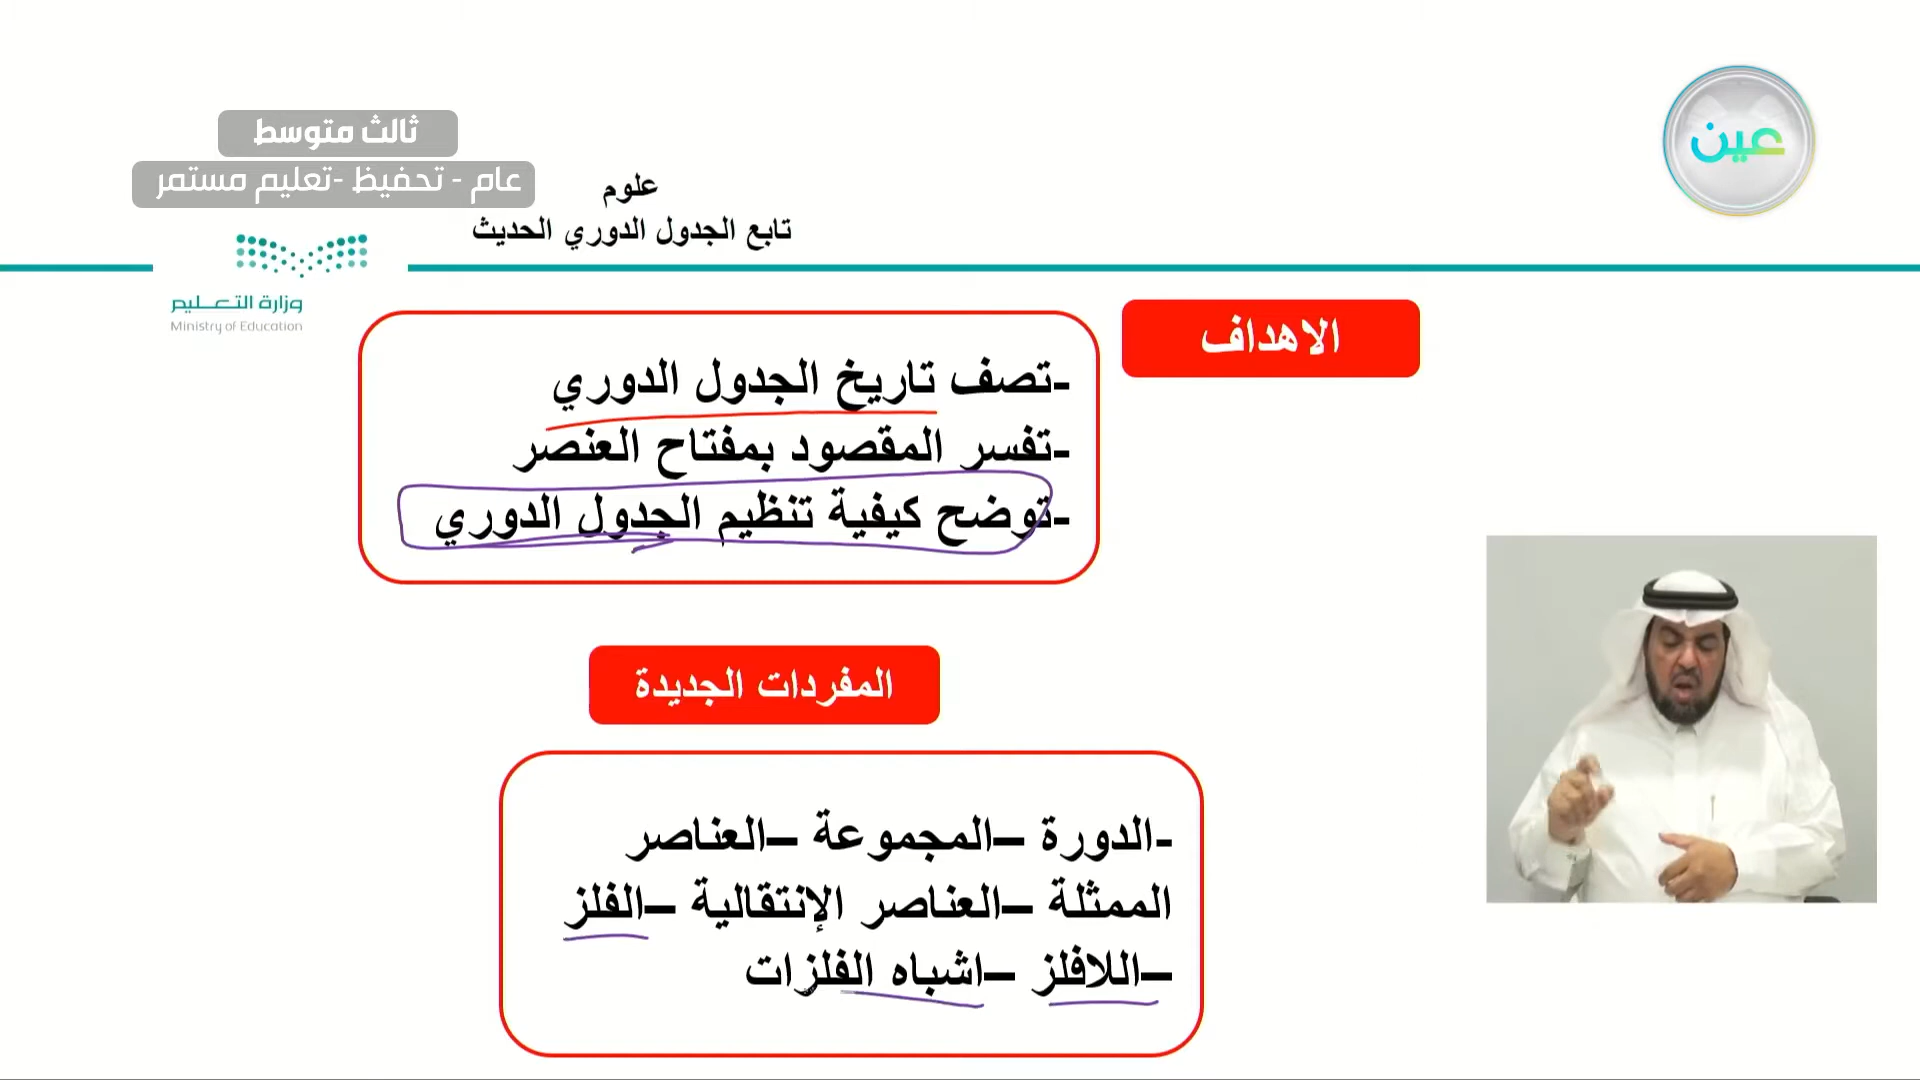 عين
ثالث متوسط
عام - تحفيظ -تعليم مستمر
علوم
تابع الجدول الدوري الحديث
وزارة التعليم
Ministry of Education
الاهداف
-تصف تاريخ الجدول الدوري
-تفسر المقصود بمفتاح العنصر
-توضح كيفية تنظيم الجدول الدوري
المفردات الجديدة
-الدورة –المجموعة –العناصر
الممثلة –العناصر الإنتقالية –الفلز
–اللافلز –اشباه الفلزات